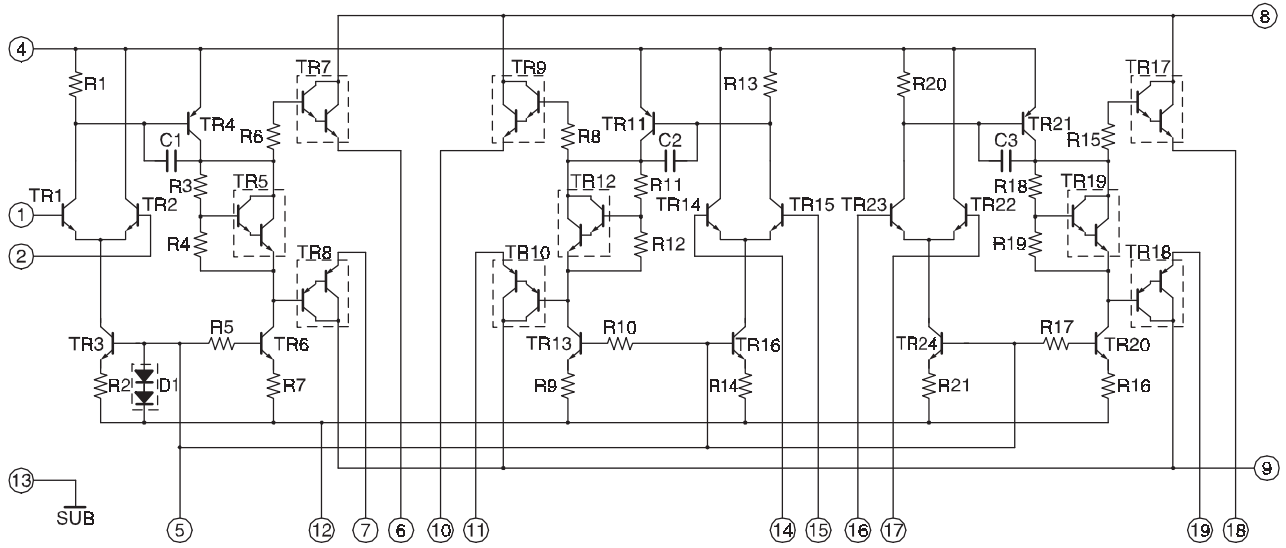 8
4
TR7
TR9
TR17
R1
R13
R20
TR4
R6
R8
TR11
TR21
R15
C1
C2
C3
R3
TR5
TR12
R11
R18
TR19
TR1
TR2
TR14
TR15
TR23
TR22
1
R4
R12
R19
2
TR8
TR10
TR18
R5
R10
R17
TR3
TR6
TR13
TR16
TR24
TR20
R2
D1
R7
R9
R14
R21
R16
13
9
SUB
5
12
7
6
10
11
14
15
16
17
19
18